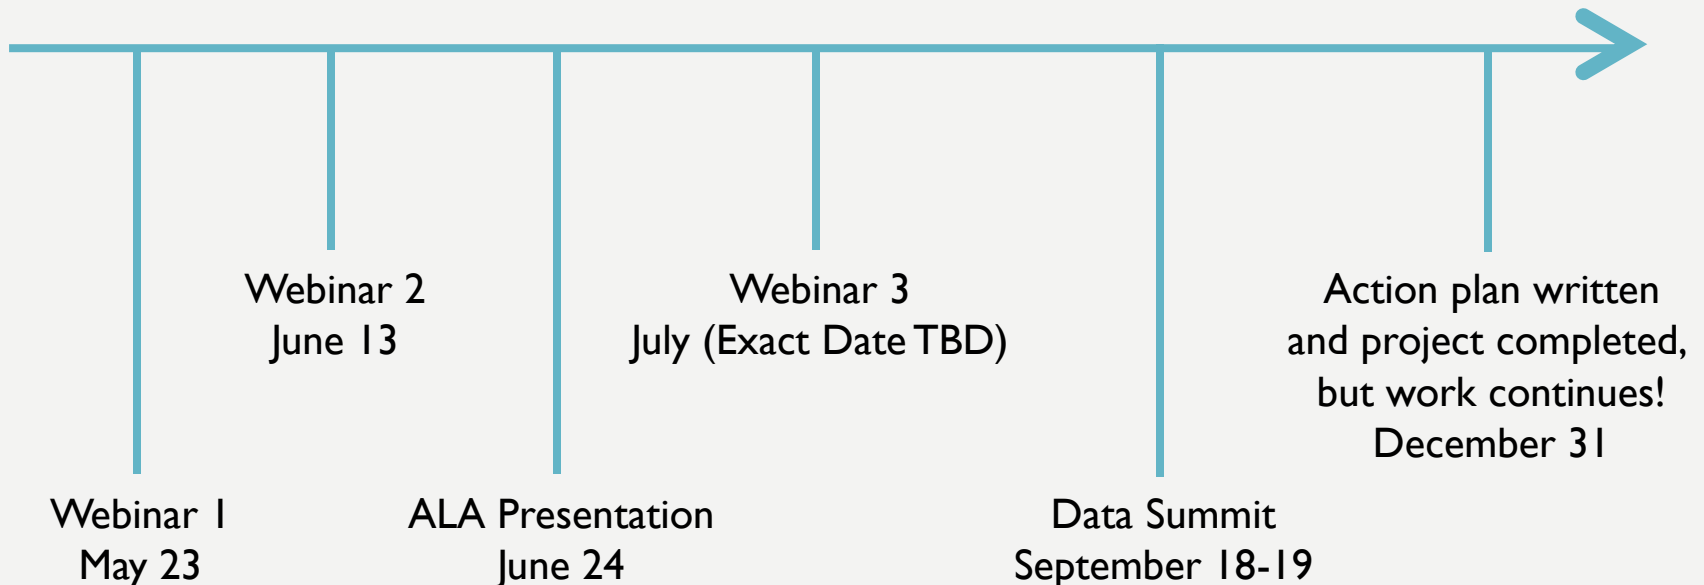 Webinar 1
May 23
Webinar 2
June 13
ALA Presentation
June 24
Webinar 3
July (Exact Date TBD)
Data Summit
September 18-19
Action plan written
and project completed,
but work continues!
December 31